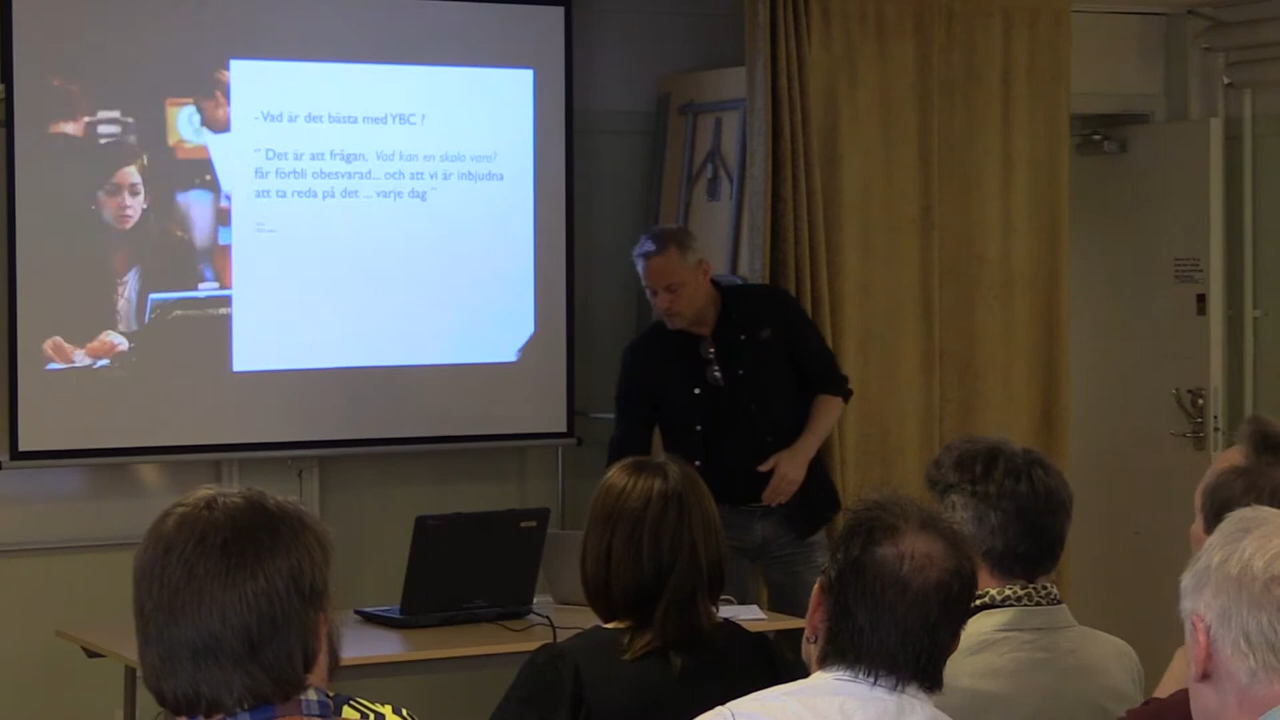 - Vad är det bästa med YBC ?
" Det är att frågan, Vad kan en skola vara?
får förbli obesvarad... och att vi är inbjudna
att ta reda på det ... varje dag "